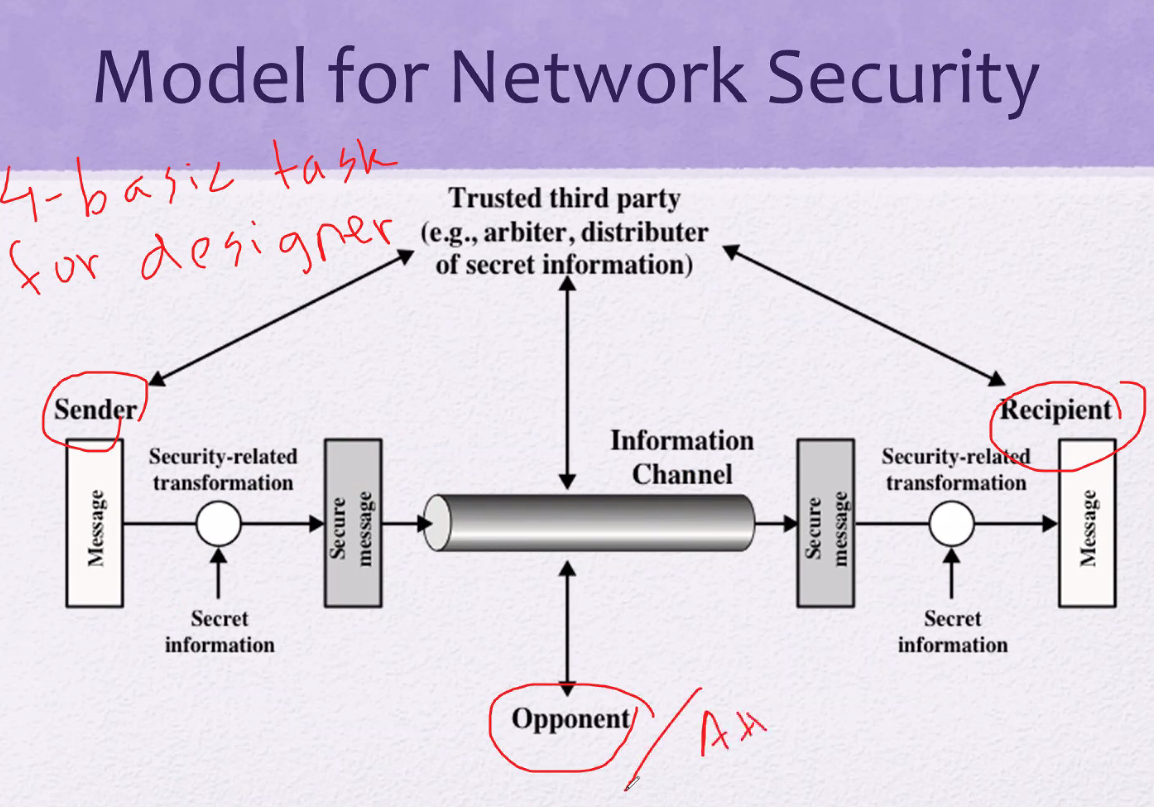 Model for Network Security
4-basic task
for designer
Trusted third party
(e.g., arbiter, distributer
of secret information)
Sender
Recipient
Information
Channel
Security-related
transformation
Security-related
transformation
Message
Secure
message
Secure
message
Message
Secret
information
Secret
information
Opponent